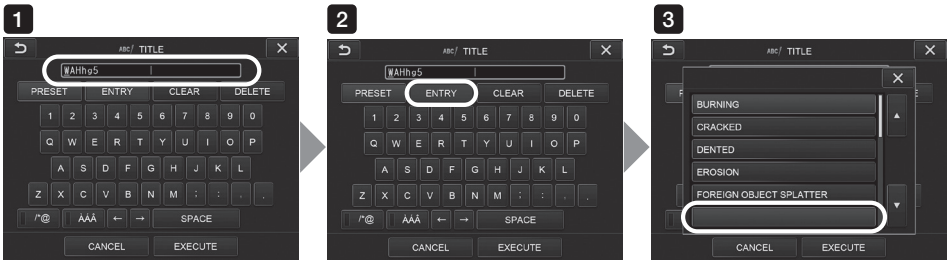 1
ABC/ TITLE
WAHhg5
PRESET ENTRY CLEAR DELETE
1 2 3 4 5 6 7 8 9 0
Q W E R T Y U I O P
A S D F G H J K L
Z X C V B N M ; : , .
/*@ ÀÁÂ ← → SPACE
CANCEL EXECUTE
2
ABC/ TITLE
WAHhg5
PRESET ENTRY CLEAR DELETE
1 2 3 4 5 6 7 8 9 0
Q W E R T Y U I O P
A S D F G H J K L
Z X C V B N M ; : , .
/*@ ÀÁÂ ← → SPACE
CANCEL EXECUTE
3
ABC/ TITLE
BURNING
CRACKED
DENTED
EROSION
FOREIGN OBJECT SPLATTER
CANCEL EXECUTE